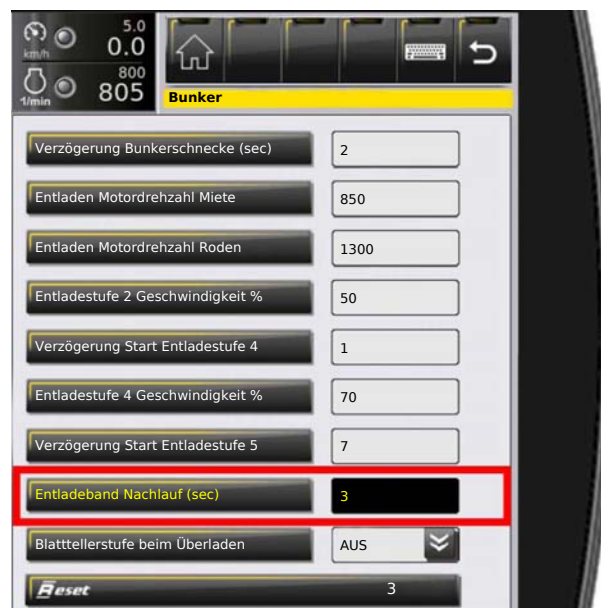 5.0
km/h 0.0
800
1/min 805
Bunker
Verzögerung Bunkerschnecke (sec) 2
Entladen Motordrehzahl Miete 850
Entladen Motordrehzahl Roden 1300
Entladestufe 2 Geschwindigkeit % 50
Verzögerung Start Entladestufe 4 1
Entladestufe 4 Geschwindigkeit % 70
Verzögerung Start Entladestufe 5 7
Entladeband Nachlauf (sec) 3
Blatttellerstufe beim Überladen AUS
Reset 3